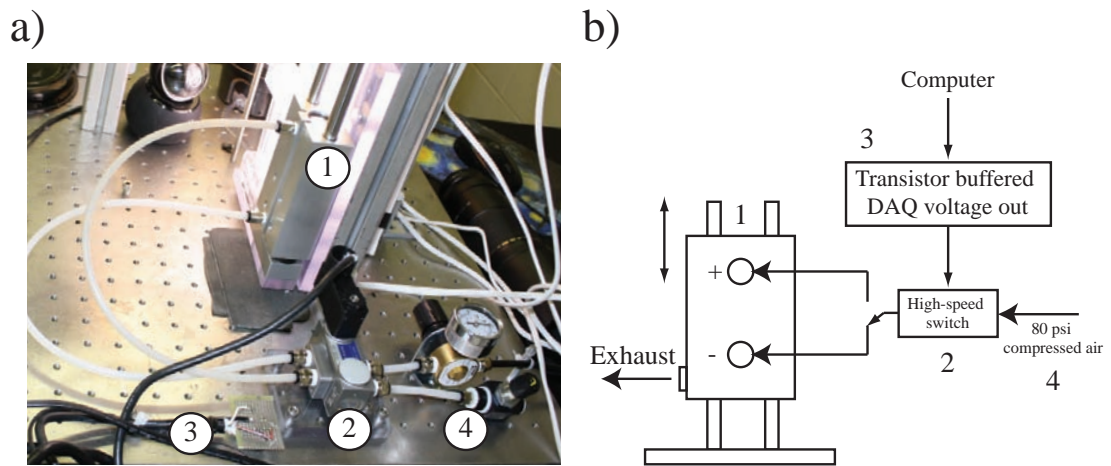 a)
1
2
3
4
b)
Computer
3
Transistor buffered
DAQ voltage out
1
+
-
High-speed
switch
2
80 psi
compressed air
4
Exhaust